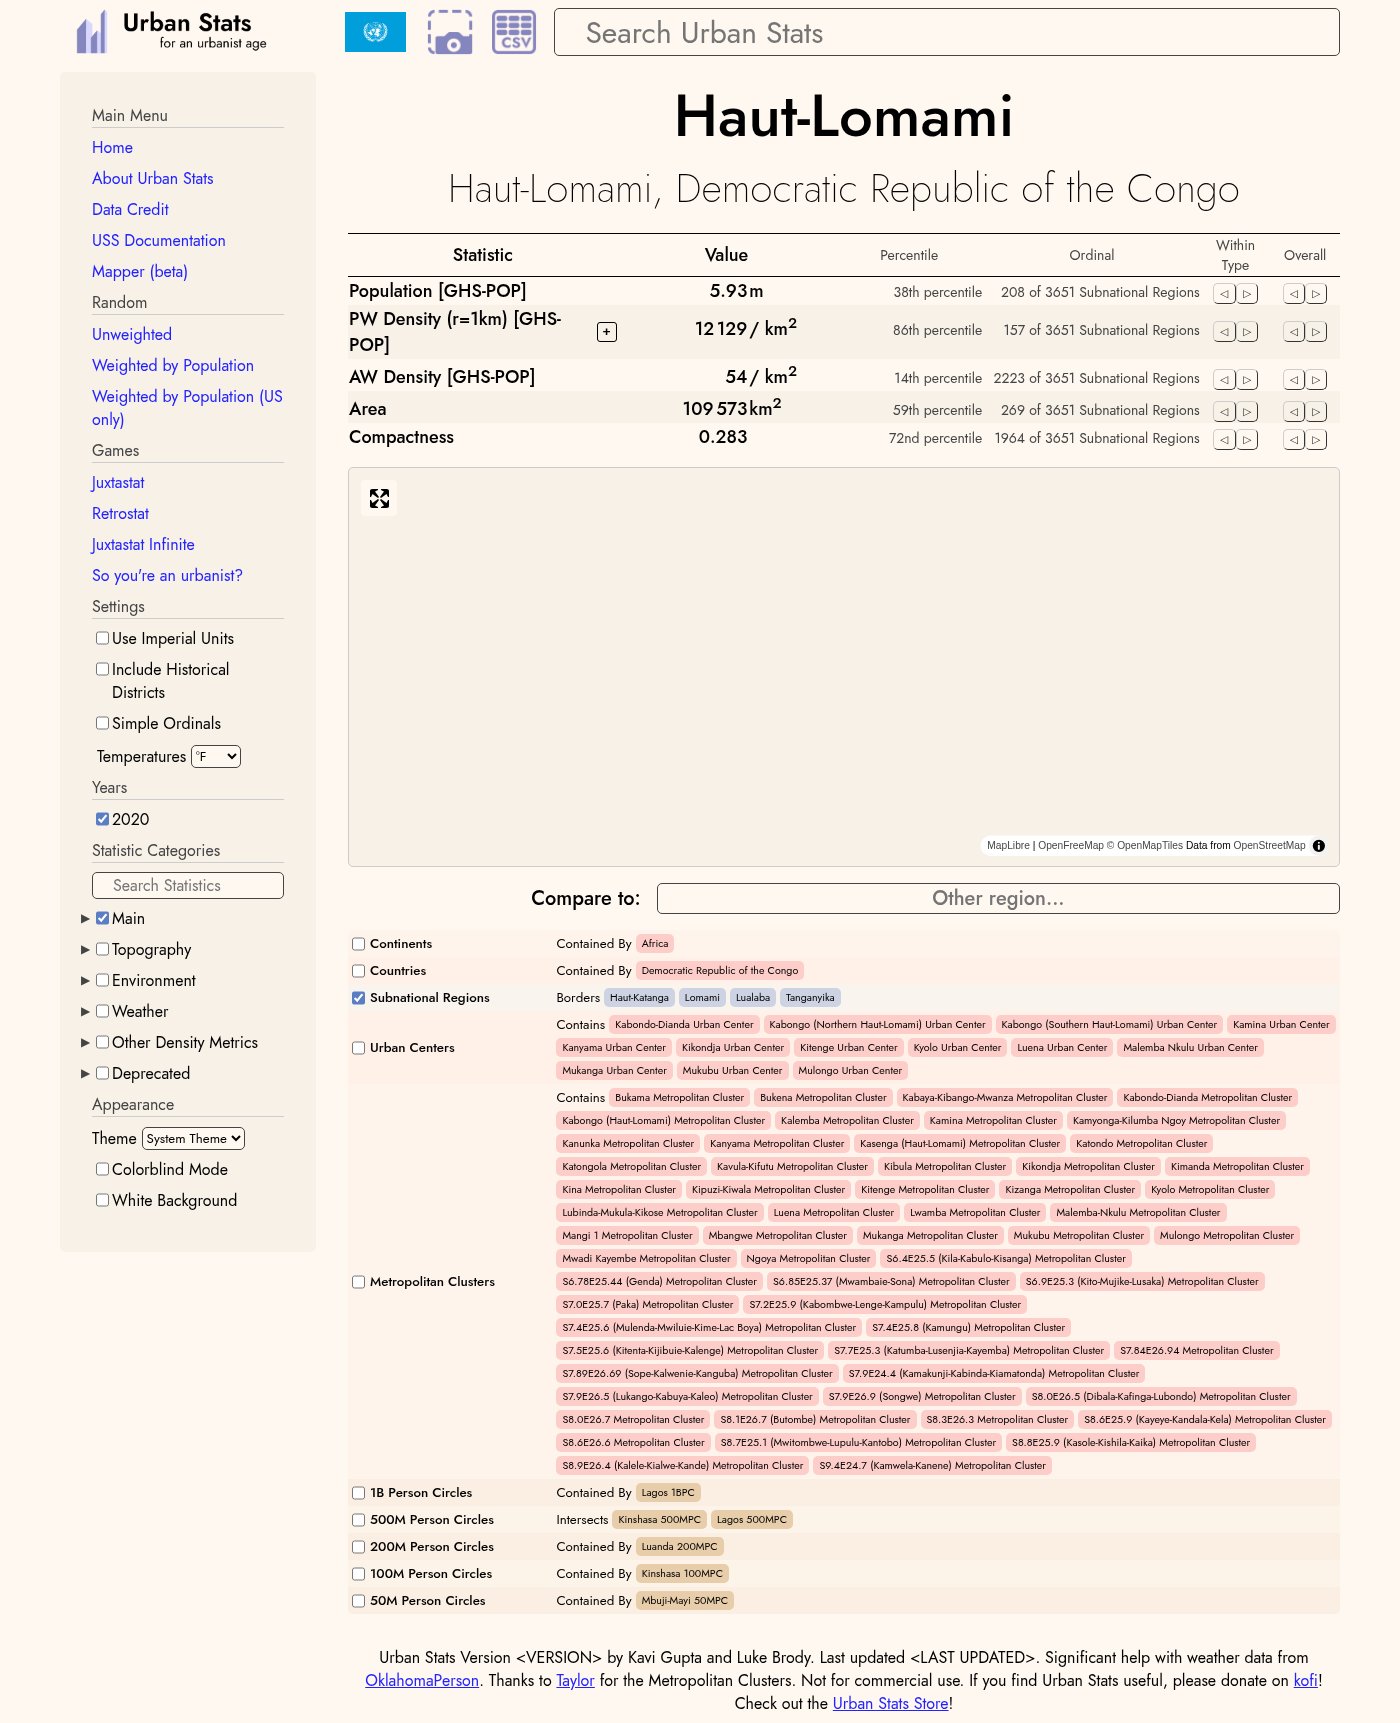 Urban Stats
for an urbanist age
CSV
Search Urban Stats
Main Menu
Home
About Urban Stats
Data Credit
USS Documentation
Mapper (beta)
Random
Unweighted
Weighted by Population
Weighted by Population (US
only)
Games
Juxtastat
Retrostat
Juxtastat Infinite
So you're an urbanist?
Settings
Use Imperial Units
Include Historical
Districts
Simple Ordinals
Temperatures °F
Years
2020
Statistic Categories
Search Statistics
Main
Topography
Environment
Weather
Other Density Metrics
Deprecated
Appearance
Theme System Theme
Colorblind Mode
White Background
Haut-Lomami
Haut-Lomami, Democratic Republic of the Congo
Statistic Value Percentile Ordinal Within Type Overall
Population [GHS-POP] 5.93 m 38th percentile 208 of 3651 Subnational Regions
PW Density (r=1km) [GHS-
POP] + 12 129 / km2 86th percentile 157 of 3651 Subnational Regions
AW Density [GHS-POP] 54 / km2 14th percentile 2223 of 3651 Subnational Regions
Area 109 573 km2 59th percentile 269 of 3651 Subnational Regions
Compactness 0.283 72nd percentile 1964 of 3651 Subnational Regions
MapLibre | OpenFreeMap © OpenMapTiles Data from OpenStreetMap
Compare to: Other region...
Continents Contained By Africa
Countries Contained By Democratic Republic of the Congo
Subnational Regions Borders Haut-Katanga Lomami Lualaba Tanganyika
Urban Centers
Contains Kabondo-Dianda Urban Center Kabongo (Northern Haut-Lomami) Urban Center Kabongo (Southern Haut-Lomami) Urban Center Kamina Urban Center
Kanyama Urban Center Kikondja Urban Center Kitenge Urban Center Kyolo Urban Center Luena Urban Center Malemba Nkulu Urban Center
Mukanga Urban Center Mukubu Urban Center Mulongo Urban Center
Metropolitan Clusters
Contains Bukama Metropolitan Cluster Bukena Metropolitan Cluster Kabaya-Kibango-Mwanza Metropolitan Cluster Kabondo-Dianda Metropolitan Cluster
Kabongo (Haut-Lomami) Metropolitan Cluster Kalemba Metropolitan Cluster Kamina Metropolitan Cluster Kamyonga-Kilumba Ngoy Metropolitan Cluster
Kanunka Metropolitan Cluster Kanyama Metropolitan Cluster Kasenga (Haut-Lomami) Metropolitan Cluster Katondo Metropolitan Cluster
Katongola Metropolitan Cluster Kavula-Kifutu Metropolitan Cluster Kibula Metropolitan Cluster Kikondja Metropolitan Cluster Kimanda Metropolitan Cluster
Kina Metropolitan Cluster Kipuzi-Kiwala Metropolitan Cluster Kitenge Metropolitan Cluster Kizanga Metropolitan Cluster Kyolo Metropolitan Cluster
Lubinda-Mukula-Kikose Metropolitan Cluster Luena Metropolitan Cluster Lwamba Metropolitan Cluster Malemba-Nkulu Metropolitan Cluster
Mangi 1 Metropolitan Cluster Mbangwe Metropolitan Cluster Mukanga Metropolitan Cluster Mukubu Metropolitan Cluster Mulongo Metropolitan Cluster
Mwadi Kayembe Metropolitan Cluster Ngoya Metropolitan Cluster S6.4E25.5 (Kila-Kabulo-Kisanga) Metropolitan Cluster
S6.78E25.44 (Genda) Metropolitan Cluster S6.85E25.37 (Mwambaie-Sona) Metropolitan Cluster S6.9E25.3 (Kito-Mujike-Lusaka) Metropolitan Cluster
S7.0E25.7 (Paka) Metropolitan Cluster S7.2E25.9 (Kabombwe-Lenge-Kampulu) Metropolitan Cluster
S7.4E25.6 (Mulenda-Mwiluie-Kime-Lac Boya) Metropolitan Cluster S7.4E25.8 (Kamungu) Metropolitan Cluster
S7.5E25.6 (Kitenta-Kijibuie-Kalenge) Metropolitan Cluster S7.7E25.3 (Katumba-Lusenjia-Kayemba) Metropolitan Cluster S7.84E26.94 Metropolitan Cluster
S7.89E26.69 (Sope-Kalwenie-Kanguba) Metropolitan Cluster S7.9E24.4 (Kamakunji-Kabinda-Kiamatonda) Metropolitan Cluster
S7.9E26.5 (Lukango-Kabuya-Kaleo) Metropolitan Cluster S7.9E26.9 (Songwe) Metropolitan Cluster S8.0E26.5 (Dibala-Kafinga-Lubondo) Metropolitan Cluster
S8.0E26.7 Metropolitan Cluster S8.1E26.7 (Butombe) Metropolitan Cluster S8.3E26.3 Metropolitan Cluster S8.6E25.9 (Kayeye-Kandala-Kela) Metropolitan Cluster
S8.6E26.6 Metropolitan Cluster S8.7E25.1 (Mwitombwe-Lupulu-Kantobo) Metropolitan Cluster S8.8E25.9 (Kasole-Kishila-Kaika) Metropolitan Cluster
S8.9E26.4 (Kalele-Kialwe-Kande) Metropolitan Cluster S9.4E24.7 (Kamwela-Kanene) Metropolitan Cluster
1B Person Circles Contained By Lagos 1BPC
500M Person Circles Intersects Kinshasa 500MPC Lagos 500MPC
200M Person Circles Contained By Luanda 200MPC
100M Person Circles Contained By Kinshasa 100MPC
50M Person Circles Contained By Mbuji-Mayi 50MPC
Urban Stats Version <VERSION> by Kavi Gupta and Luke Brody. Last updated <LAST UPDATED>. Significant help with weather data from
OklahomaPerson. Thanks to Taylor for the Metropolitan Clusters. Not for commercial use. If you find Urban Stats useful, please donate on kofi!
Check out the Urban Stats Store!